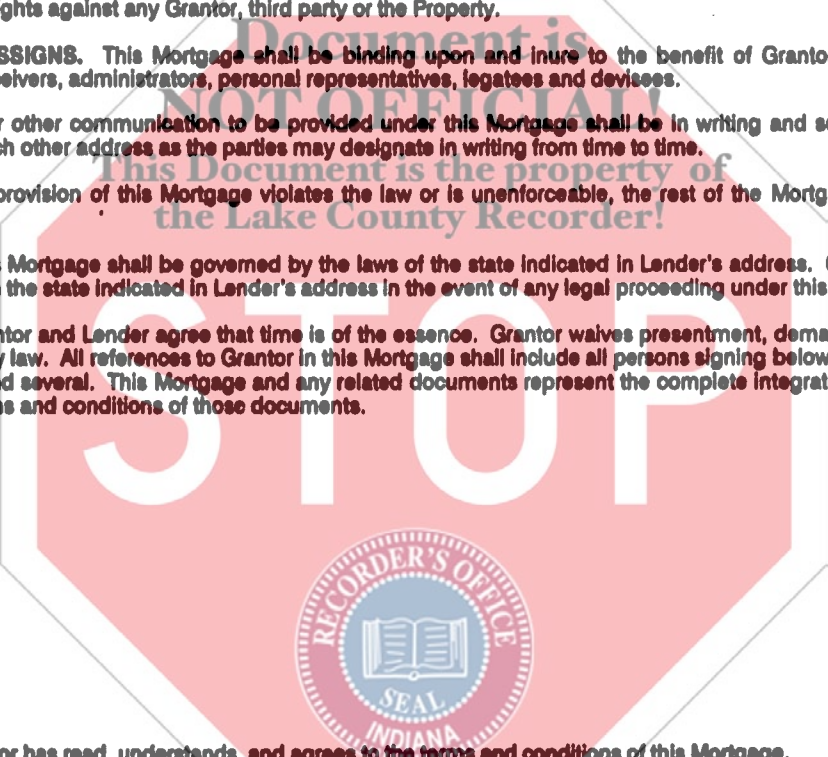 ghts against any Grantor, third party or the Property.
Document is
SSIGNS. This Mortgage shall be binding upon and inure to the benefit of Granto
eivers, administrators, personal representatives, legatees and devisees.
NOT OFFICIAL!
r other communication to be provided under this Mortgage shall be in writing and se
ch other address as the parties may designate in writing from time to time.
This Document is the property of
provision of this Mortgage violates the law or is unenforceable, the rest of the Mortg
the Lake County Recorder!
s Mortgage shall be governed by the laws of the state indicated in Lender's address.
the state indicated in Lender's address in the event of any legal proceeding under this
ntor and Lender agree that time is of the essence. Grantor waives presentment, dema
y law. All references to Grantor in this Mortgage shall include all persons signing below
d several. This Mortgage and any related documents represent the complete integrat
s and conditions of those documents.
STOP
RECORDER'S OFFICE
SEAL
INDIANA
or has read, understands, and agrees to the terms and conditions of this Mortgage.